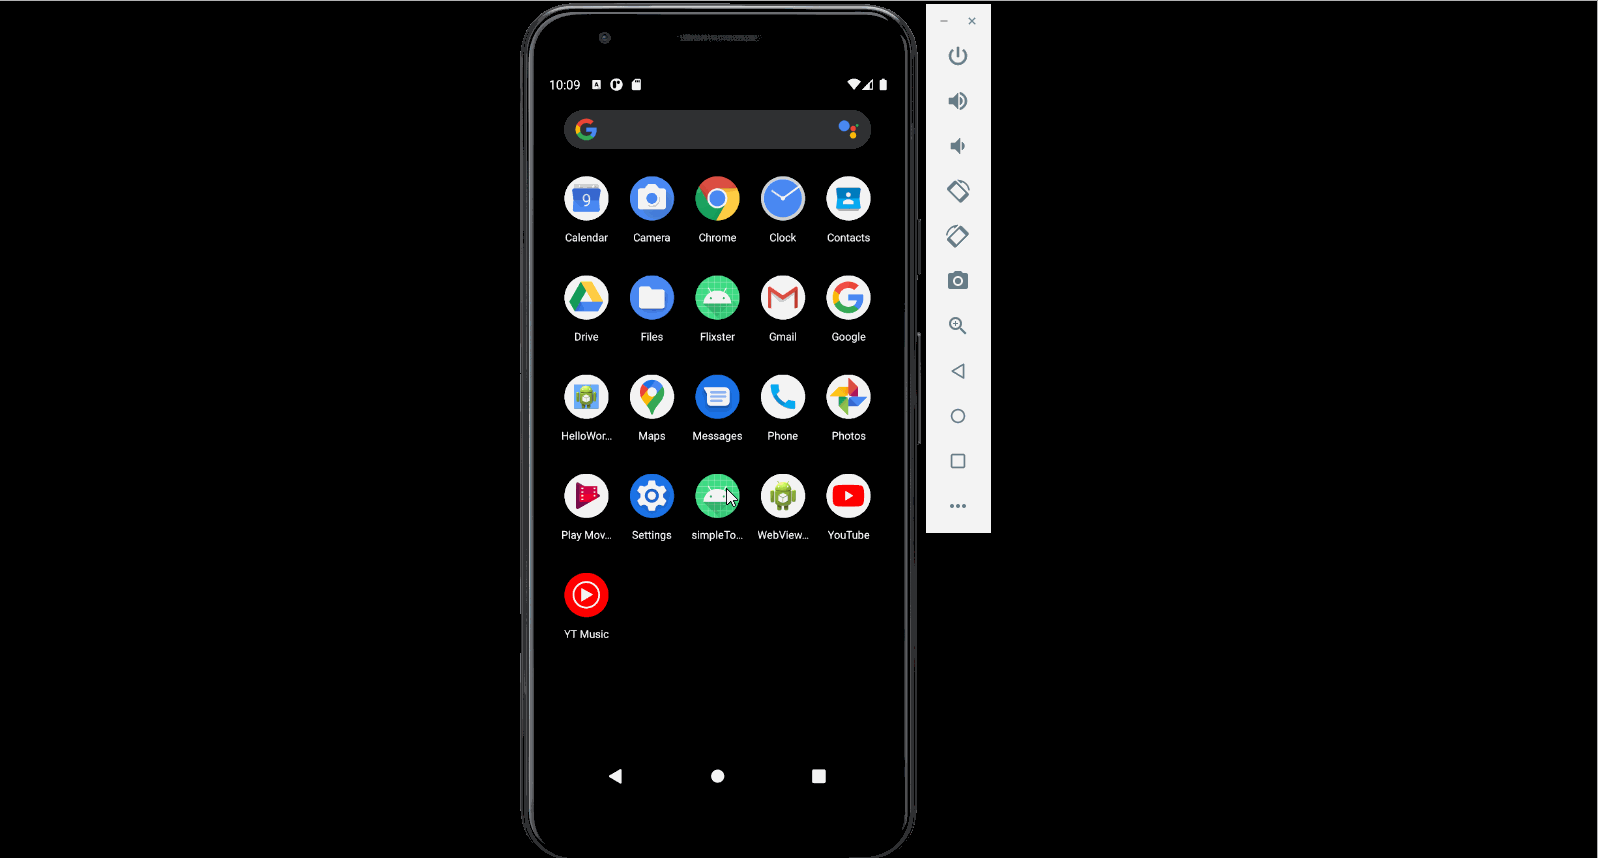 10:09
Calendar Camera Chrome Clock Contacts
Drive Files Flixster Gmail Google
HelloWor... Maps Messages Phone Photos
Play Mov... Settings simpleTo... WebView... YouTube
YT Music